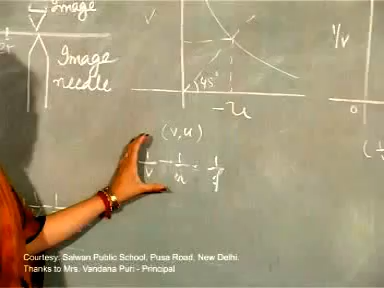 Image
V
1/v
Image
needle
45°
-u
0
(v,u)
1/v - 1/u = 1/f
Courtesy: Salwan Public School, Pusa Road, New Delhi.
Thanks to Mrs. Vandana Puri - Principal